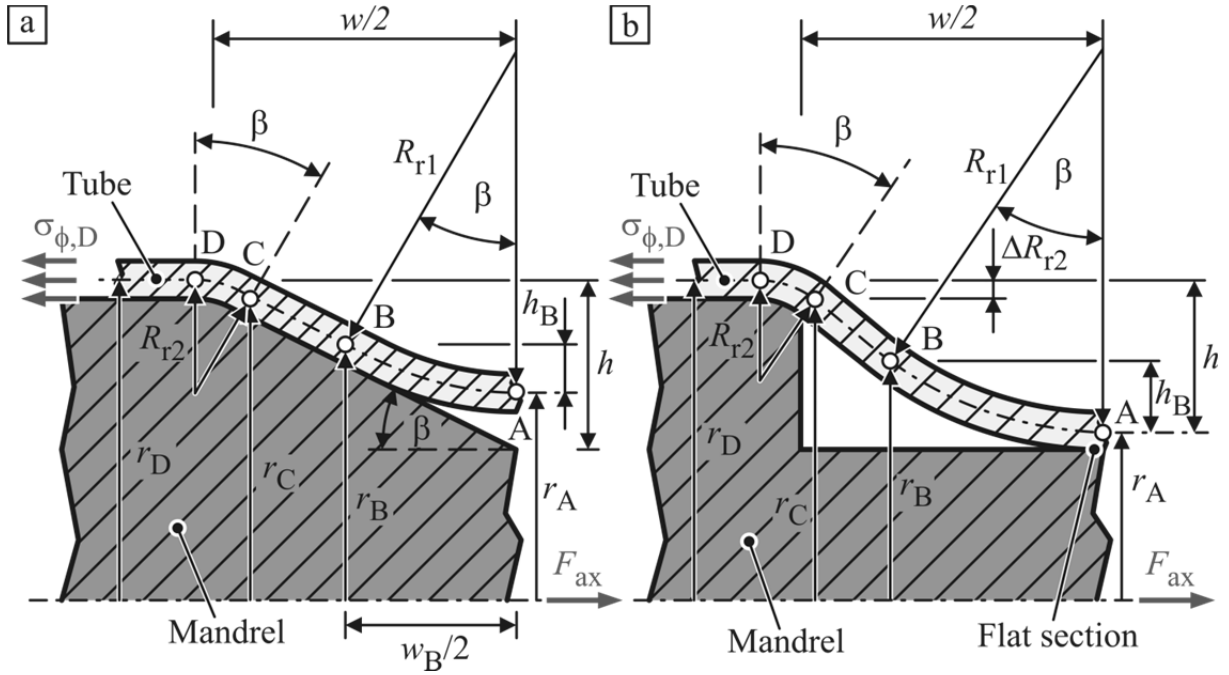 a
w/2
β
R_r1
β
Tube
σ_ϕ,D
D
C
B
h_B
h
R_r2
A
β
r_D
r_C
r_B
r_A
F_ax
Mandrel
w_B/2
b
w/2
β
R_r1
β
Tube
ΔR_r2
σ_ϕ,D
D
C
B
h
R_r2
h_B
A
r_D
r_C
r_B
r_A
F_ax
Mandrel
Flat section